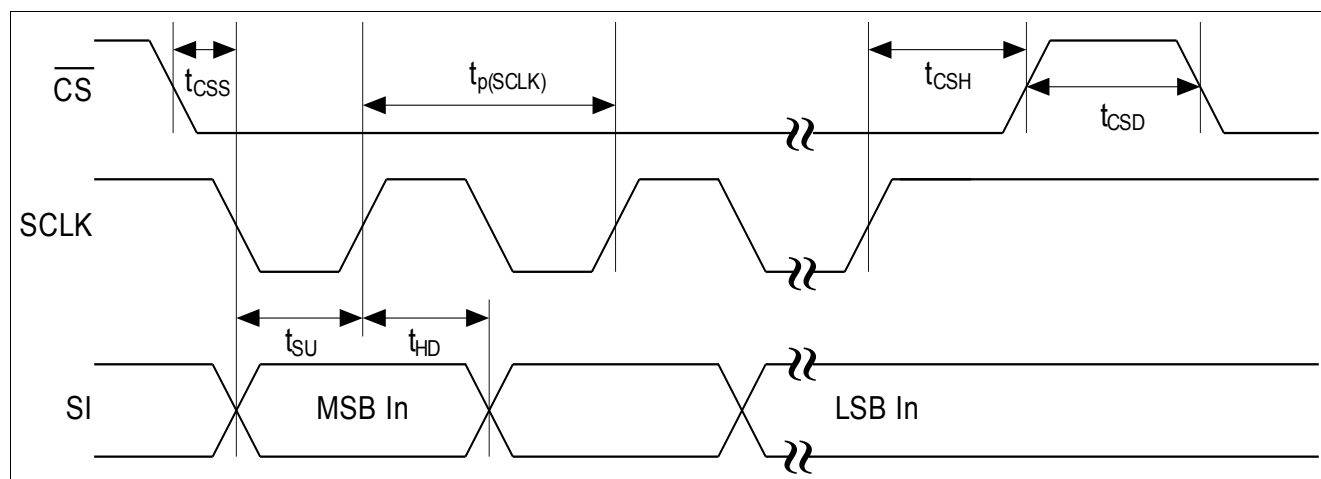 CS
tCSS
tp(SCLK)
tCSH
tCSD
SCLK
tSU
tHD
SI
MSB In
LSB In